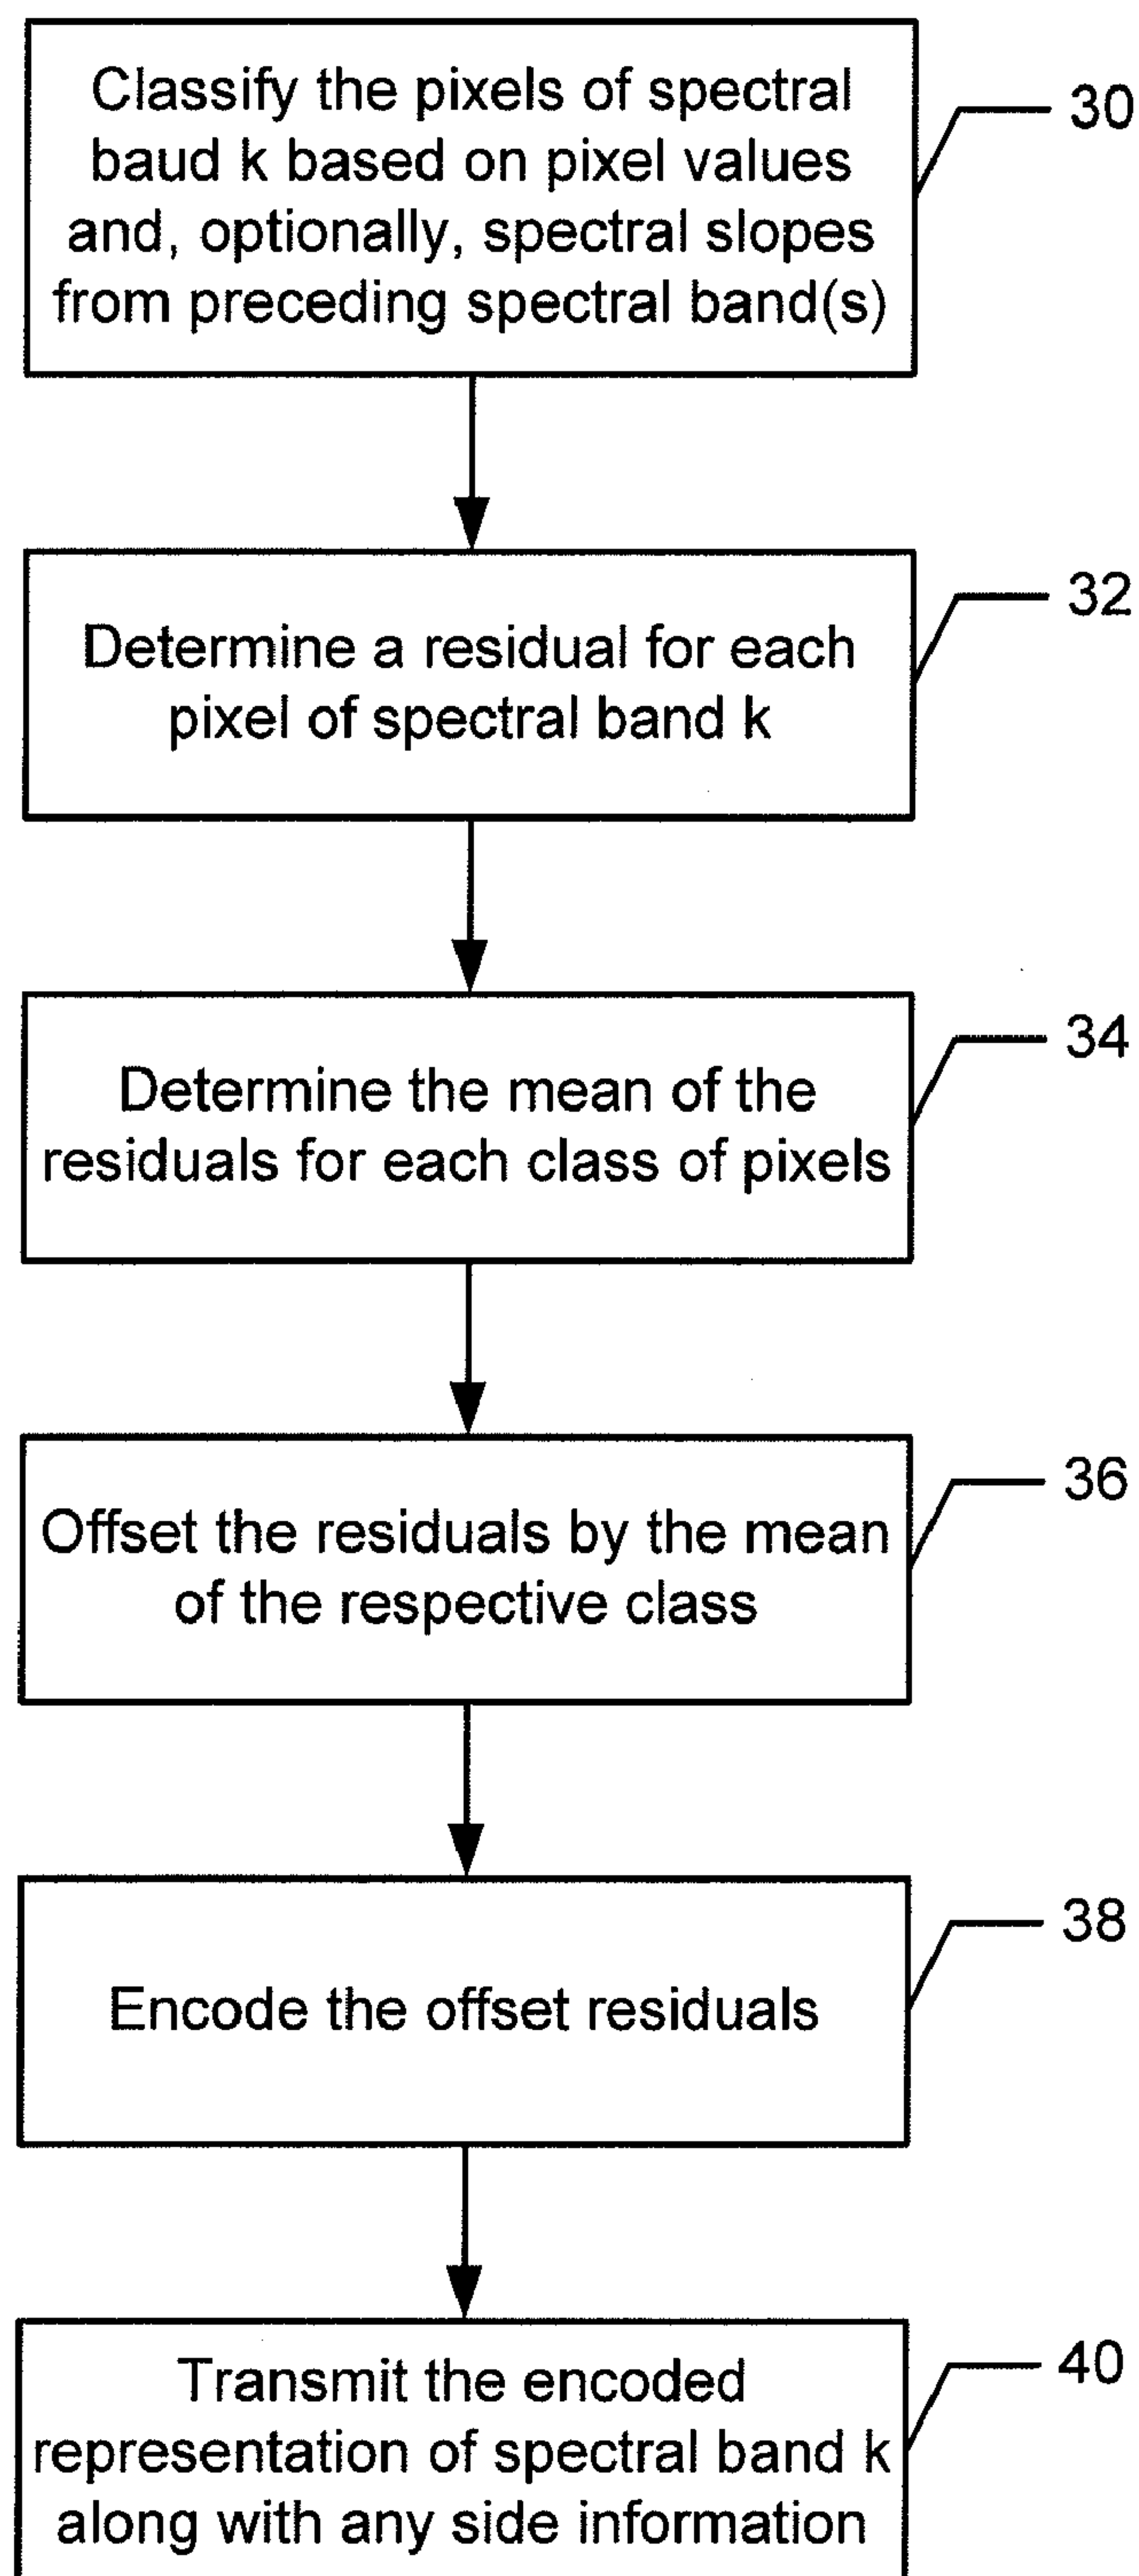 Classify the pixels of spectral
baud k based on pixel values
and, optionally, spectral slopes
from preceding spectral band(s)
30
Determine a residual for each
pixel of spectral band k
32
Determine the mean of the
residuals for each class of pixels
34
Offset the residuals by the mean
of the respective class
36
Encode the offset residuals
38
Transmit the encoded
representation of spectral band k
along with any side information
40